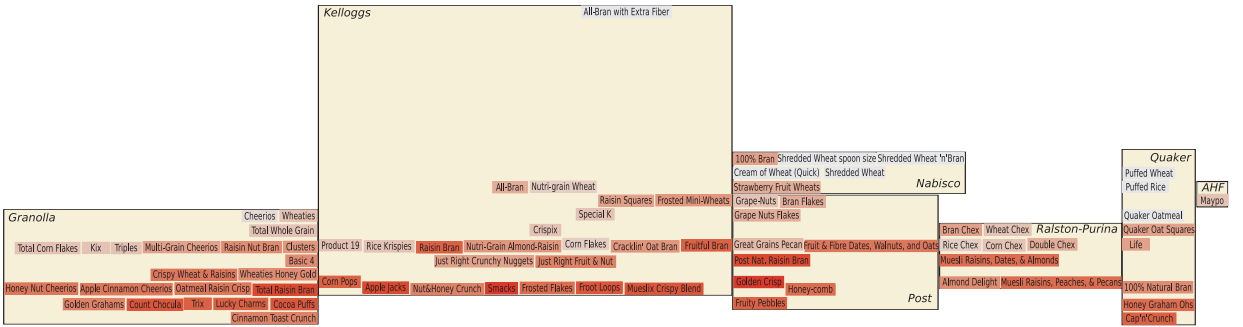 Granolla
Cheerios Wheaties
Total Whole Grain
Total Corn Flakes Kix Triples Multi-Grain Cheerios Raisin Nut Bran Clusters
Basic 4
Crispy Wheat & Raisins Wheaties Honey Gold
Honey Nut Cheerios Apple Cinnamon Cheerios Oatmeal Raisin Crisp Total Raisin Bran
Golden Grahams Count Chocula Trix Lucky Charms Cocoa Puffs
Cinnamon Toast Crunch
Kelloggs
All-Bran with Extra Fiber
All-Bran Nutri-grain Wheat
Raisin Squares Frosted Mini-Wheats
Special K
Crispix
Product 19 Rice Krispies Raisin Bran Nutri-Grain Almond-Raisin Corn Flakes Cracklin' Oat Bran Fruitful Bran
Just Right Crunchy Nuggets Just Right Fruit & Nut
Corn Pops
Apple Jacks Nut&Honey Crunch Smacks Frosted Flakes Froot Loops Mueslix Crispy Blend
100% Bran Shredded Wheat spoon size Shredded Wheat 'n'Bran
Cream of Wheat (Quick) Shredded Wheat
Strawberry Fruit Wheats
Nabisco
Grape-Nuts Bran Flakes
Grape Nuts Flakes
Great Grains Pecan Fruit & Fibre Dates, Walnuts, and Oats
Post Nat. Raisin Bran
Golden Crisp
Honey-comb
Fruity Pebbles
Post
Bran Chex Wheat Chex Ralston-Purina
Rice Chex Corn Chex Double Chex
Muesli Raisins, Dates, & Almonds
Almond Delight Muesli Raisins, Peaches, & Pecans
Quaker
Puffed Wheat
Puffed Rice
Quaker Oatmeal
Quaker Oat Squares
Life
100% Natural Bran
Honey Graham Ohs
Cap'n'Crunch
AHF
Maypo